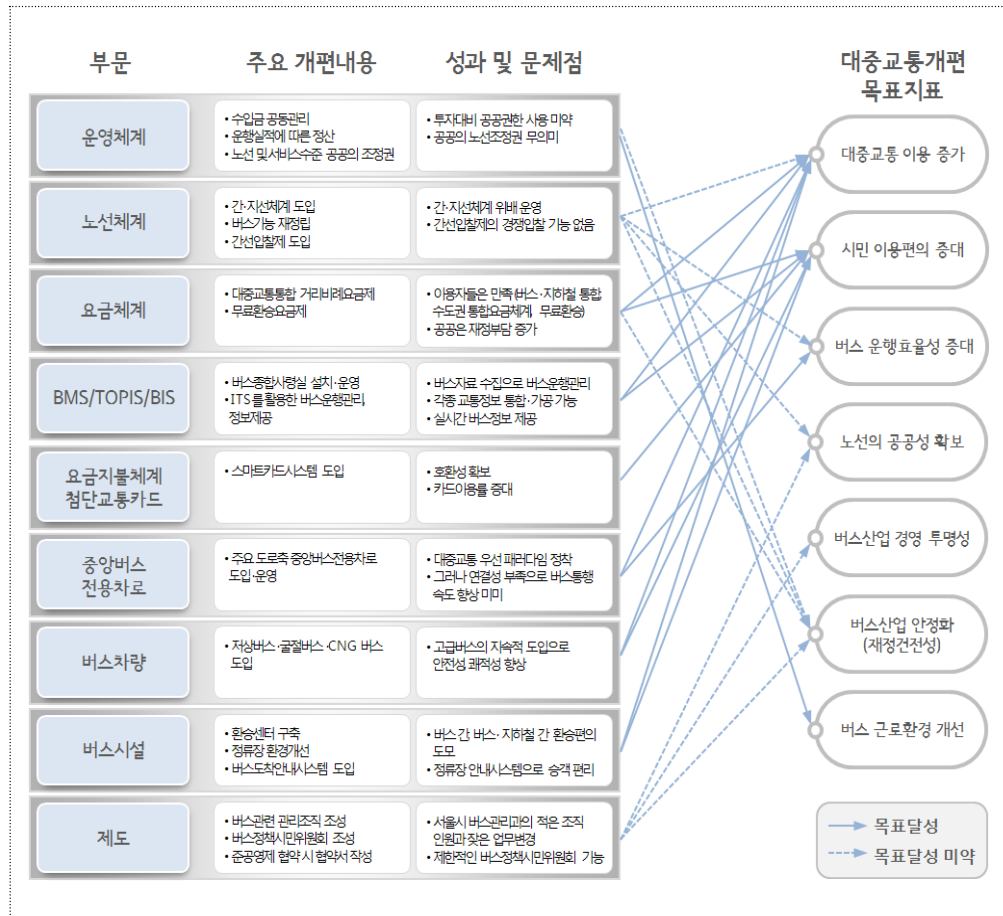 부문
주요 개편내용
성과 및 문제점
대중교통개편
목표지표
운영체계
• 수입금 공동관리
• 운행실적에 따른 정산
• 노선 및 서비스수준 공공의 조정권
• 투자대비 공공권한 사용 미약
• 공공의 노선조정권 무의미
노선체계
• 간·지선체계 도입
• 버스기능 재정립
• 간선입찰제 도입
• 간·지선체계 위배 운영
• 간선입찰제의 경쟁입찰 기능 없음
요금체계
• 대중교통통합 거리비례요금제
• 무료환승요금제
• 이용자들은 만족(버스·지하철 통합,
수도권 통합요금체계, 무료환승)
• 공공은 재정부담 증가
BMS/TOPIS/BIS
• 버스종합사령실 설치·운영
• ITS를 활용한 버스운행관리,
정보제공
• 버스자료 수집으로 버스운행관리
• 각종 교통정보 통합·가공 가능
• 실시간 버스정보 제공
요금지불체계
첨단교통카드
• 스마트카드시스템 도입
• 호환성 확보
• 카드이용률 증대
중앙버스
전용차로
• 주요 도로축 중앙버스전용차로
도입·운영
• 대중교통 우선 패러다임 정착
• 그러나 연결성 부족으로 버스통행
속도 향상 미미
버스차량
• 저상버스·굴절버스·CNG 버스
도입
• 고급버스의 지속적 도입으로
안전성 쾌적성 향상
버스시설
• 환승센터 구축
• 정류장 환경개선
• 버스도착안내시스템 도입
• 버스 간 버스·지하철 간 환승편의
도모
• 정류장 안내시스템으로 승객 편리
제도
• 버스관련 관리조직 조성
• 버스정책시민위원회 조성
• 준공영제 협약 시 협약서 작성
• 서울시 버스관리과의 적은 조직
인원과 잦은 업무변경
• 제한적인 버스정책시민위원회 기능
대중교통 이용 증가
시민 이용편의 증대
버스 운행효율성 증대
노선의 공공성 확보
버스산업 경영 투명성
버스산업 안정화
(재정건전성)
버스 근로환경 개선
목표달성
목표달성 미약